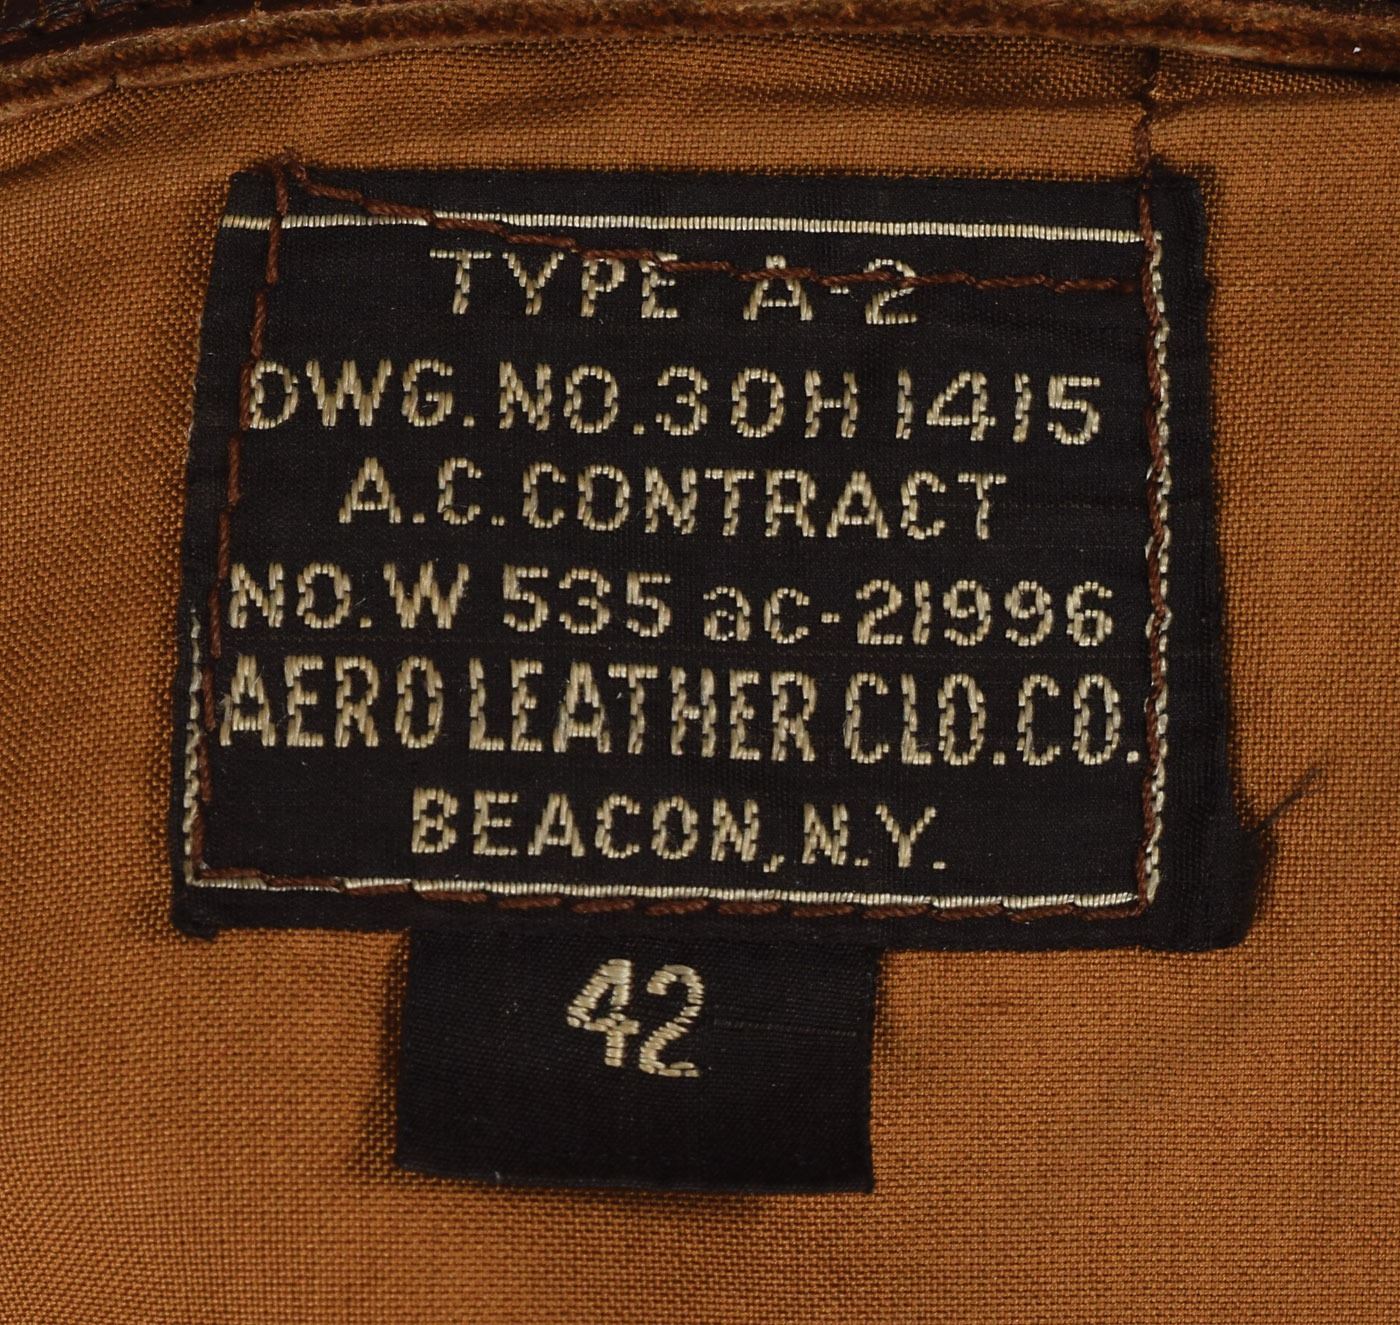 TYPE A-2
DWG. NO. 30H 1415
A.C. CONTRACT
NO. W 535 ac-21996
AERO LEATHER CLO. CO.
BEACON, N.Y.
42